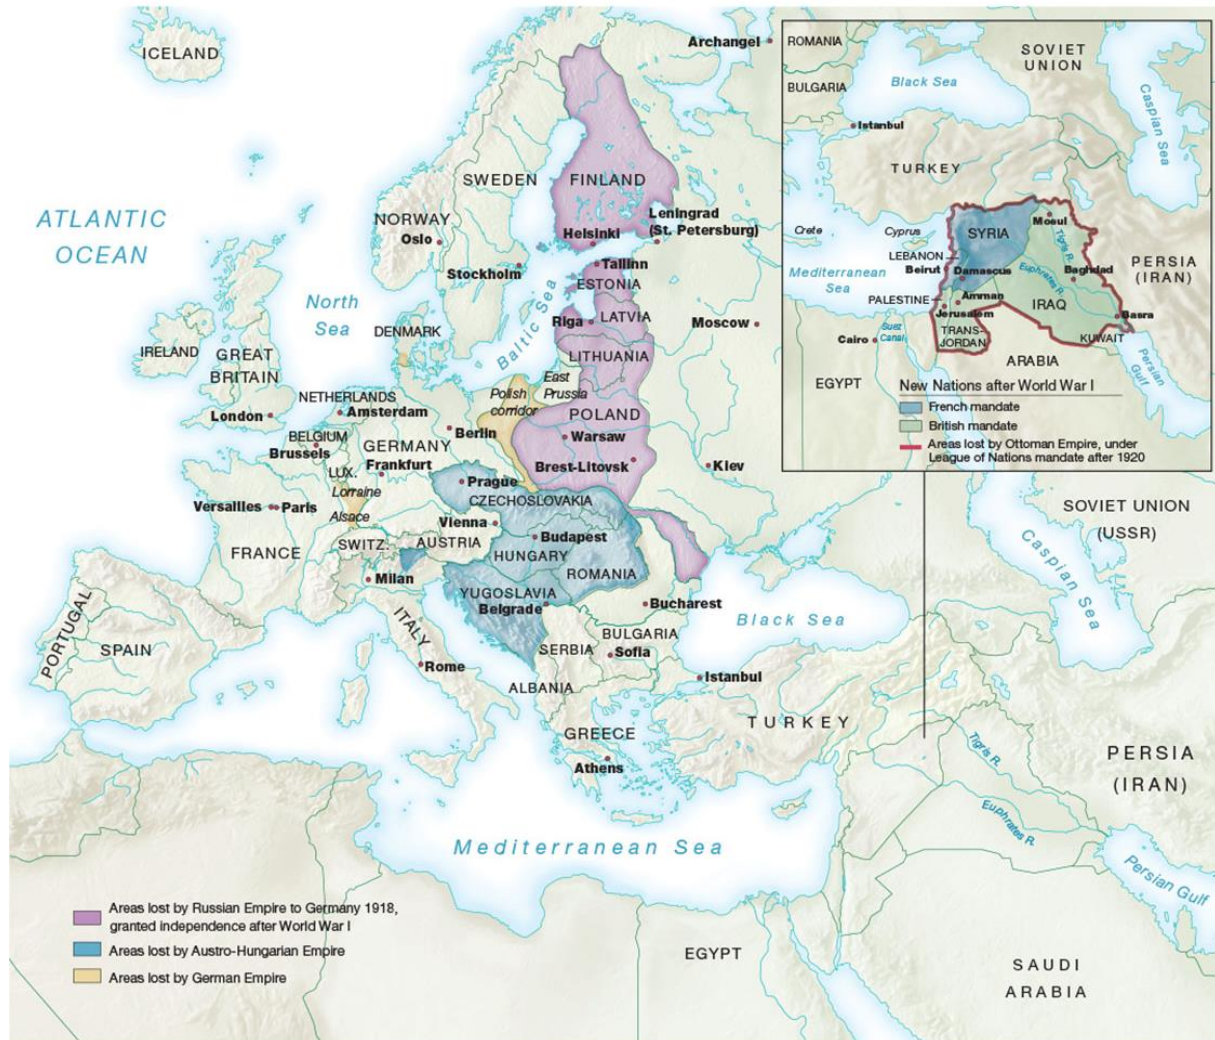 ICELAND
Archangel
ATLANTIC
OCEAN
SWEDEN
FINLAND
NORWAY
Oslo
Helsinki
Leningrad
(St. Petersburg)
Stockholm
Tallinn
ESTONIA
North
Sea
Baltic Sea
DENMARK
Riga
LATVIA
Moscow
LITHUANIA
IRELAND
GREAT
BRITAIN
East
Prussia
Polish
corridor
NETHERLANDS
Amsterdam
London
POLAND
BELGIUM
Brussels
GERMANY
Berlin
Warsaw
Frankfurt
Brest-Litovsk
Kiev
LUX.
Lorraine
Prague
CZECHOSLOVAKIA
Versailles
Paris
Alsace
Vienna
SWITZ.
AUSTRIA
Budapest
HUNGARY
FRANCE
ROMANIA
Milan
YUGOSLAVIA
Belgrade
Bucharest
PORTUGAL
SPAIN
ITALY
Black Sea
BULGARIA
SERBIA
Sofia
Rome
Istanbul
ALBANIA
TURKEY
GREECE
Athens
SOVIET UNION
(USSR)
Caspian Sea
Tigris R.
Euphrates R.
PERSIA
(IRAN)
Mediterranean Sea
Persian Gulf
EGYPT
SAUDI
ARABIA
Areas lost by Russian Empire to Germany 1918,
granted independence after World War I
Areas lost by Austro-Hungarian Empire
Areas lost by German Empire
ROMANIA
SOVIET
UNION
BULGARIA
Black Sea
Caspian Sea
Istanbul
TURKEY
Mosul
SYRIA
Crete
Cyprus
Tigris R.
LEBANON
Beirut
Damascus
Euphrates R.
Baghdad
PERSIA
(IRAN)
Mediterranean
Sea
PALESTINE
Amman
IRAQ
Jerusalem
Basra
TRANS-
JORDAN
KUWAIT
Cairo
Suez
Canal
ARABIA
Persian
Gulf
EGYPT
New Nations after World War I
French mandate
British mandate
Areas lost by Ottoman Empire, under
League of Nations mandate after 1920